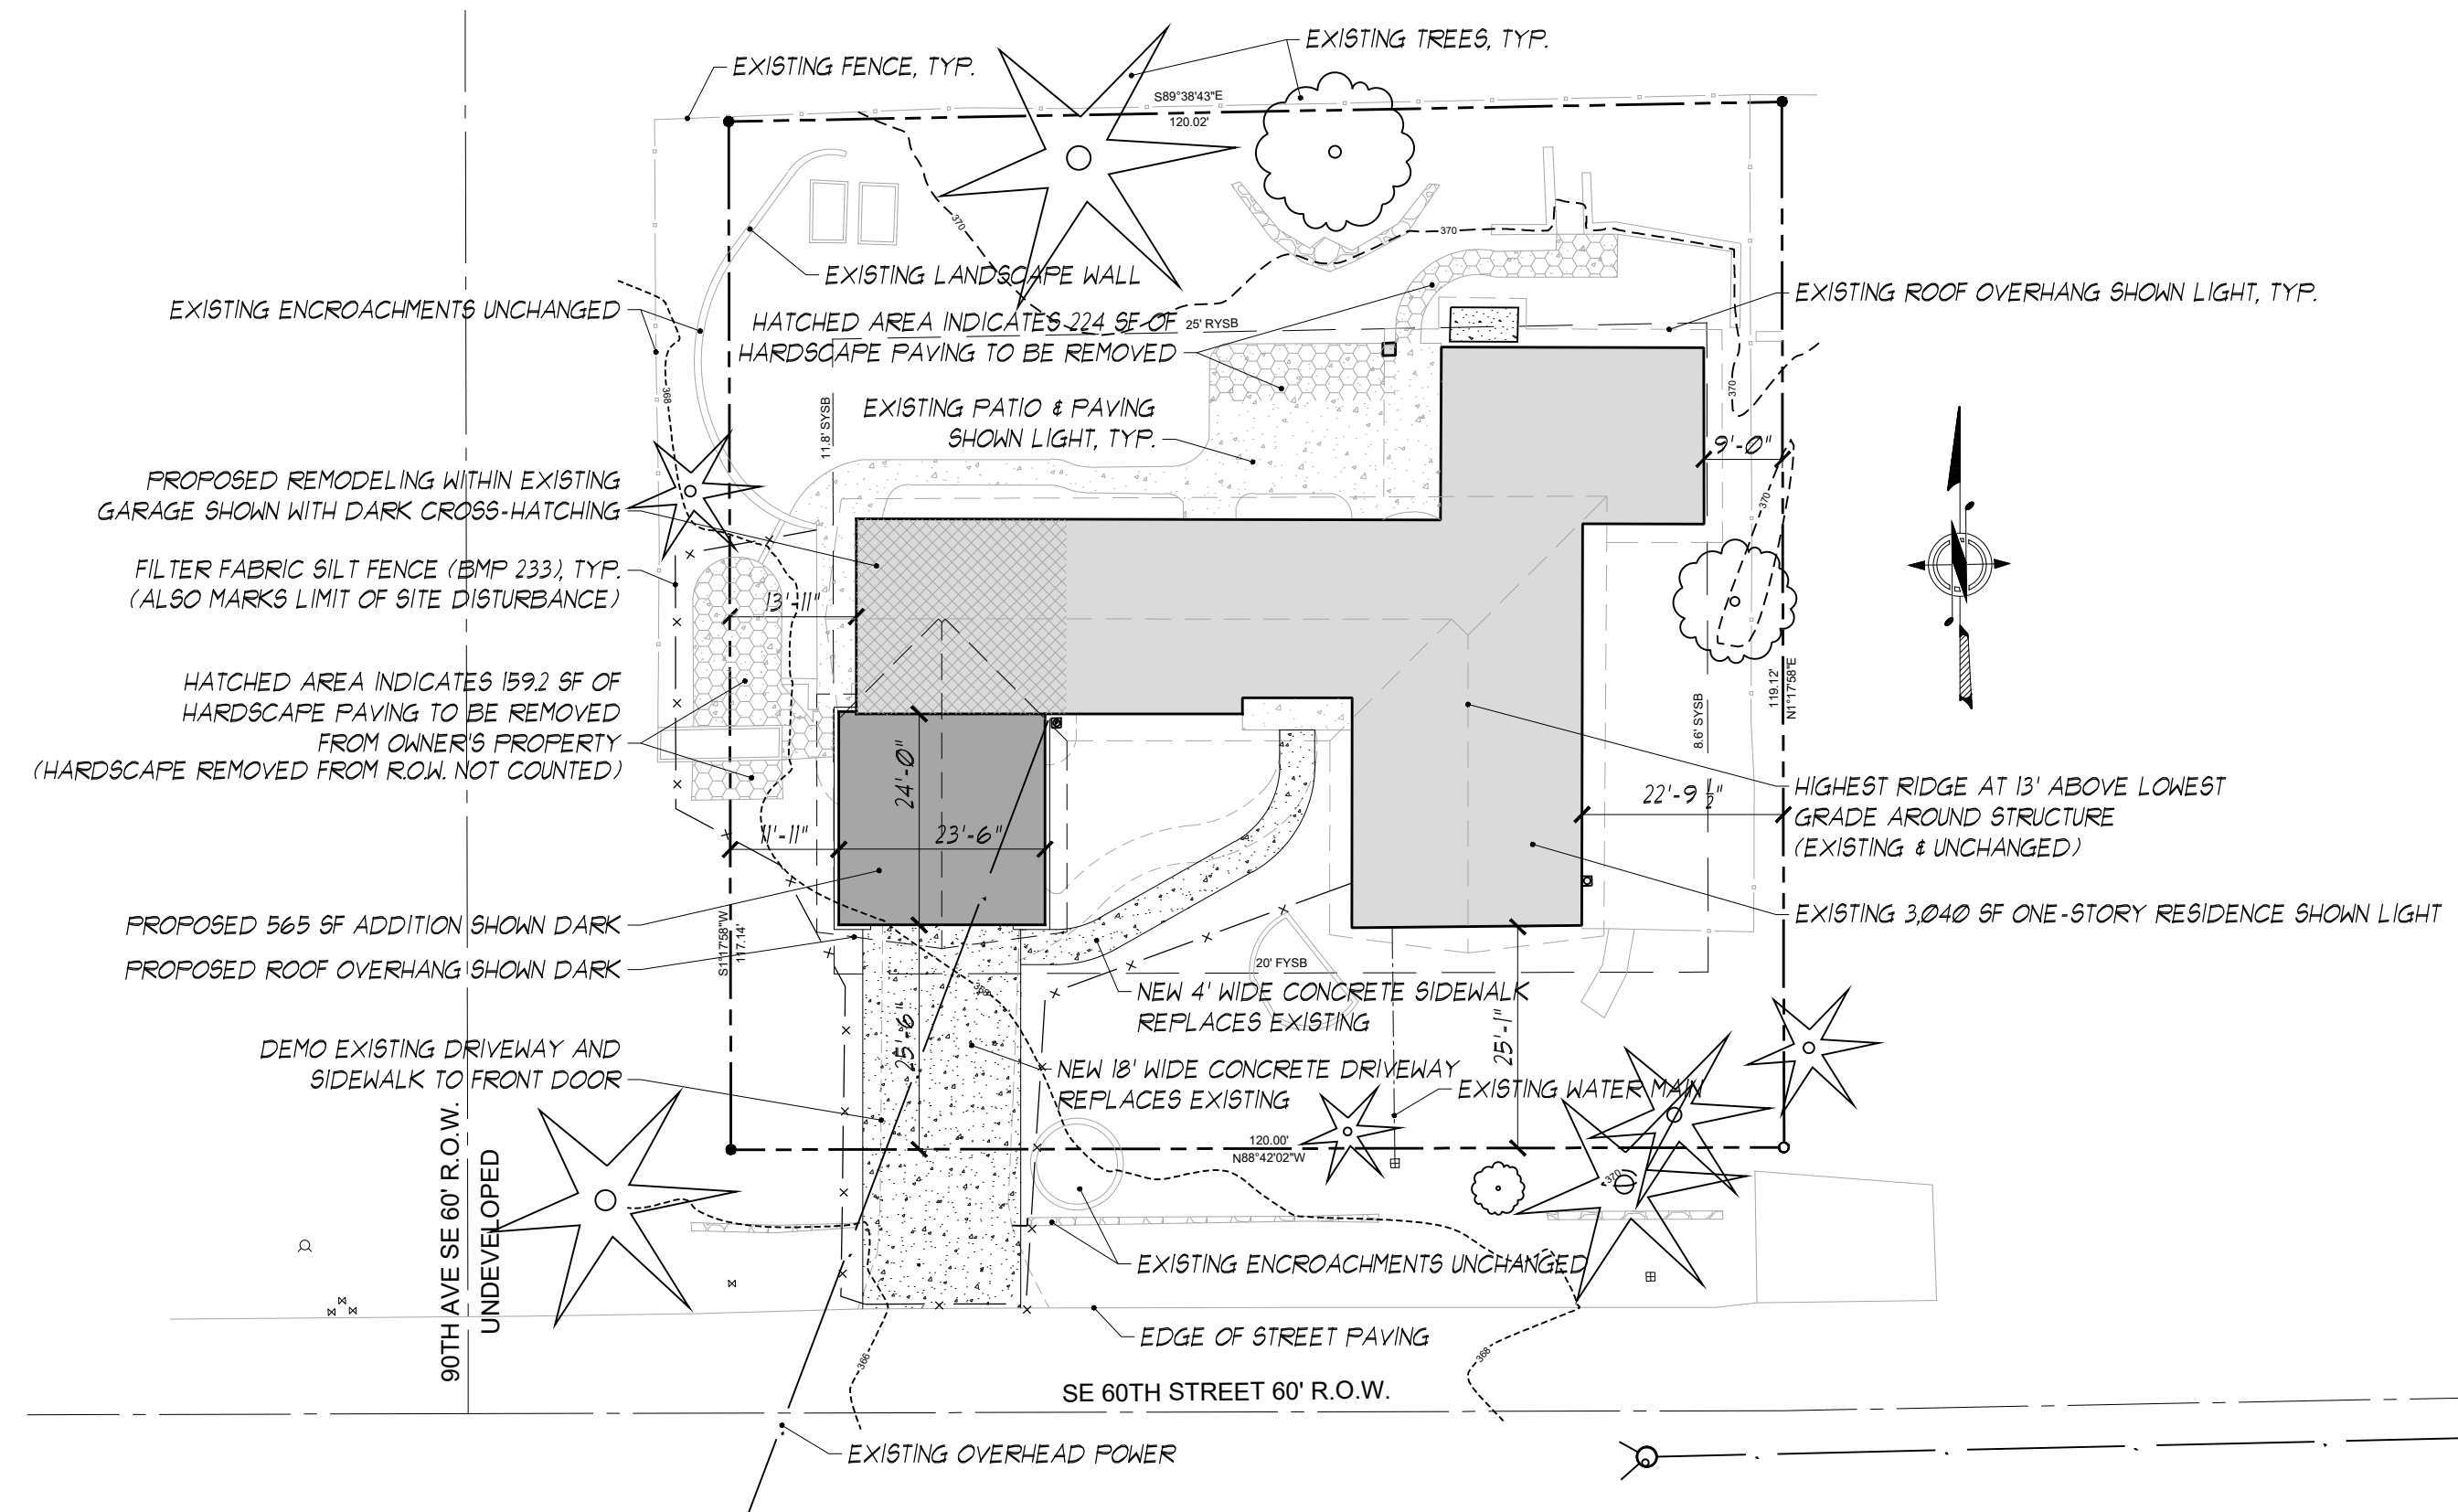 EXISTING TREES, TYP.
EXISTING FENCE, TYP.
S89°38'43"E
120.02'
370
370
EXISTING LANDSCAPE WALL
EXISTING ENCROACHMENTS UNCHANGED
EXISTING ROOF OVERHANG SHOWN LIGHT, TYP.
HATCHED AREA INDICATES 224 SF OF
HARDSCAPE PAVING TO BE REMOVED
25' RYSB
368
370
11.8' SYSB
EXISTING PATIO & PAVING
SHOWN LIGHT, TYP.
9'-0"
370
PROPOSED REMODELING WITHIN EXISTING
GARAGE SHOWN WITH DARK CROSS-HATCHING
FILTER FABRIC SILT FENCE (BMP 233), TYP.
(ALSO MARKS LIMIT OF SITE DISTURBANCE)
13'-11"
HATCHED AREA INDICATES 159.2 SF OF
HARDSCAPE PAVING TO BE REMOVED
FROM OWNER'S PROPERTY
(HARDSCAPE REMOVED FROM R.O.W. NOT COUNTED)
119.12'
N1°17'58"E
8.6' SYSB
24'-0"
HIGHEST RIDGE AT 13' ABOVE LOWEST
GRADE AROUND STRUCTURE
(EXISTING & UNCHANGED)
22'-9 1/2"
11'-11"
23'-6"
PROPOSED 565 SF ADDITION SHOWN DARK
EXISTING 3,040 SF ONE-STORY RESIDENCE SHOWN LIGHT
S1°17'58"W
117.14'
PROPOSED ROOF OVERHANG SHOWN DARK
20' FYSB
368
NEW 4' WIDE CONCRETE SIDEWALK
REPLACES EXISTING
25'-6"
25'-1"
DEMO EXISTING DRIVEWAY AND
SIDEWALK TO FRONT DOOR
NEW 18' WIDE CONCRETE DRIVEWAY
REPLACES EXISTING
EXISTING WATER MAIN
120.00'
N88°42'02"W
370
90TH AVE SE 60' R.O.W.
UNDEVELOPED
EXISTING ENCROACHMENTS UNCHANGED
EDGE OF STREET PAVING
366
368
SE 60TH STREET 60' R.O.W.
EXISTING OVERHEAD POWER